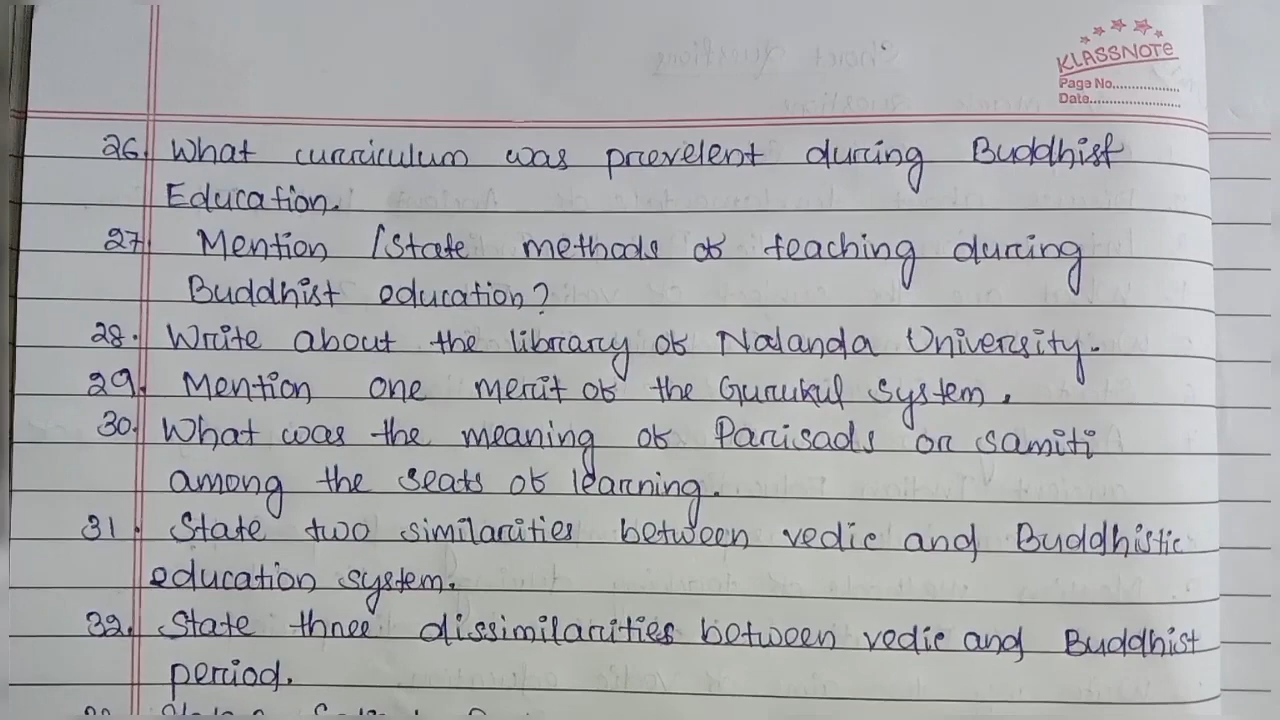 KLASSNOTE
Page No.................
Date......................
26. What curriculum was prevelent during Buddhist
Education.
27. Mention /State methods of teaching during
Buddhist education?
28. Write about the library of Nalanda University.
29. Mention one merit of the Gurukul system.
30. What was the meaning of Parisads or samiti
among the seats of learning.
31. State two similarities between vedic and Buddhistic
education system.
32. State three dissimilarities between vedic and Buddhist
period.